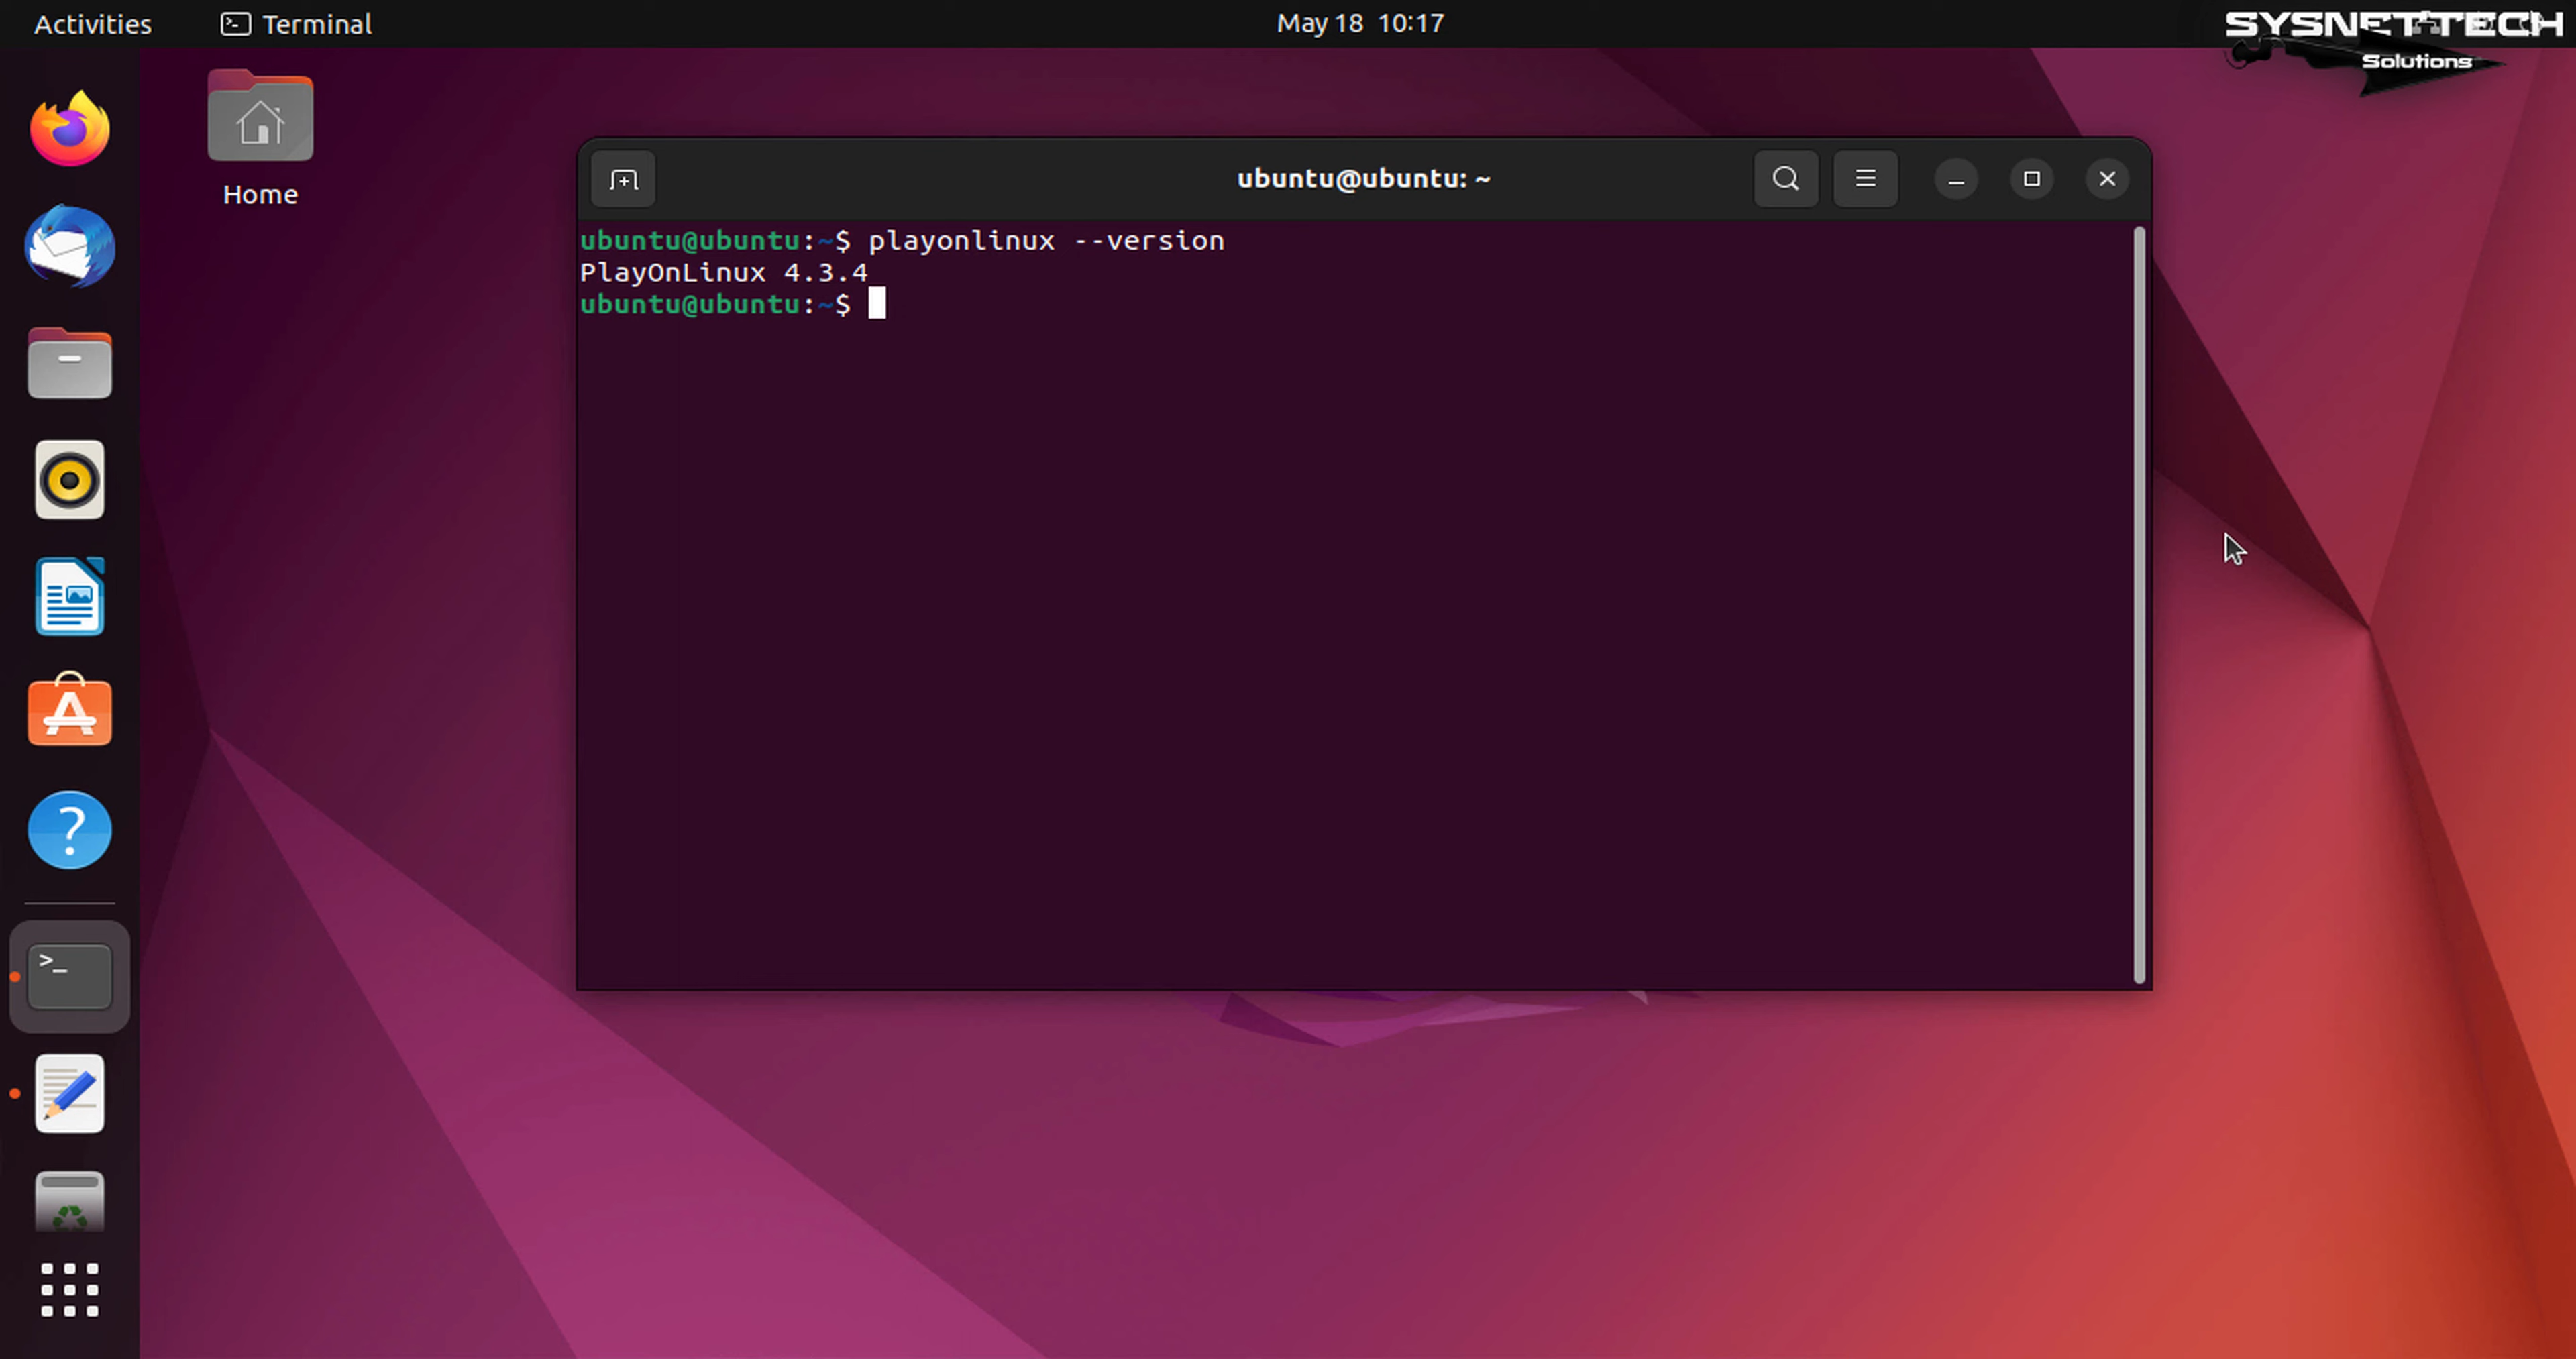 Activities
Terminal
May 18 10:17
SYSNETTECH
Solutions
Home
ubuntu@ubuntu: ~
ubuntu@ubuntu:~$ playonlinux --version
PlayOnLinux 4.3.4
ubuntu@ubuntu:~$